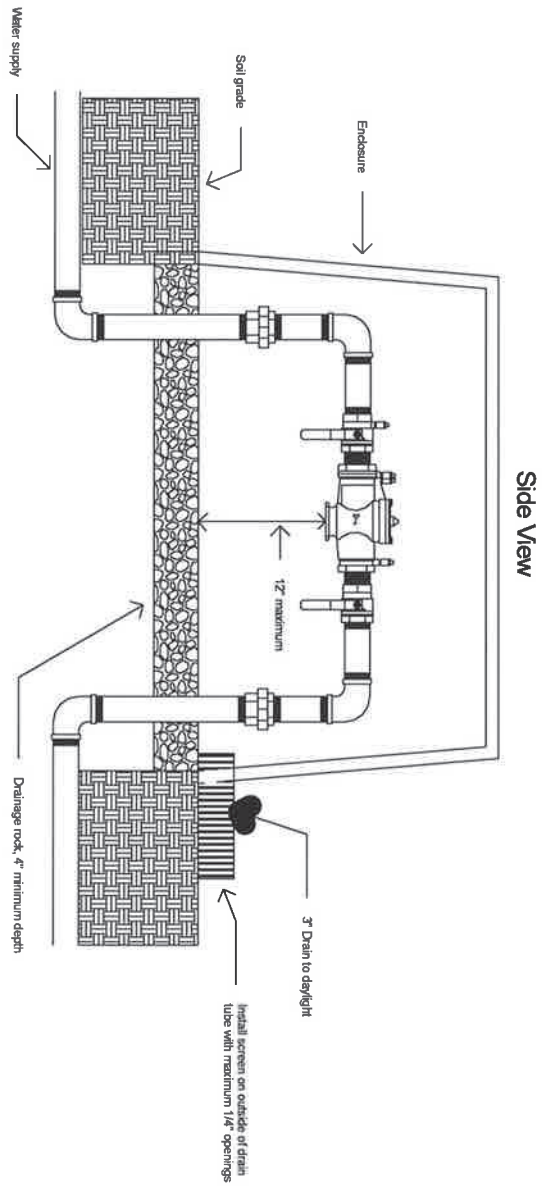 Side View
Water supply
Soil grade
Enclosure
12" maximum
Drainage rock, 4" minimum depth
3" Drain to daylight
Install screen on outside of drain
tube with maximum 1/4" openings